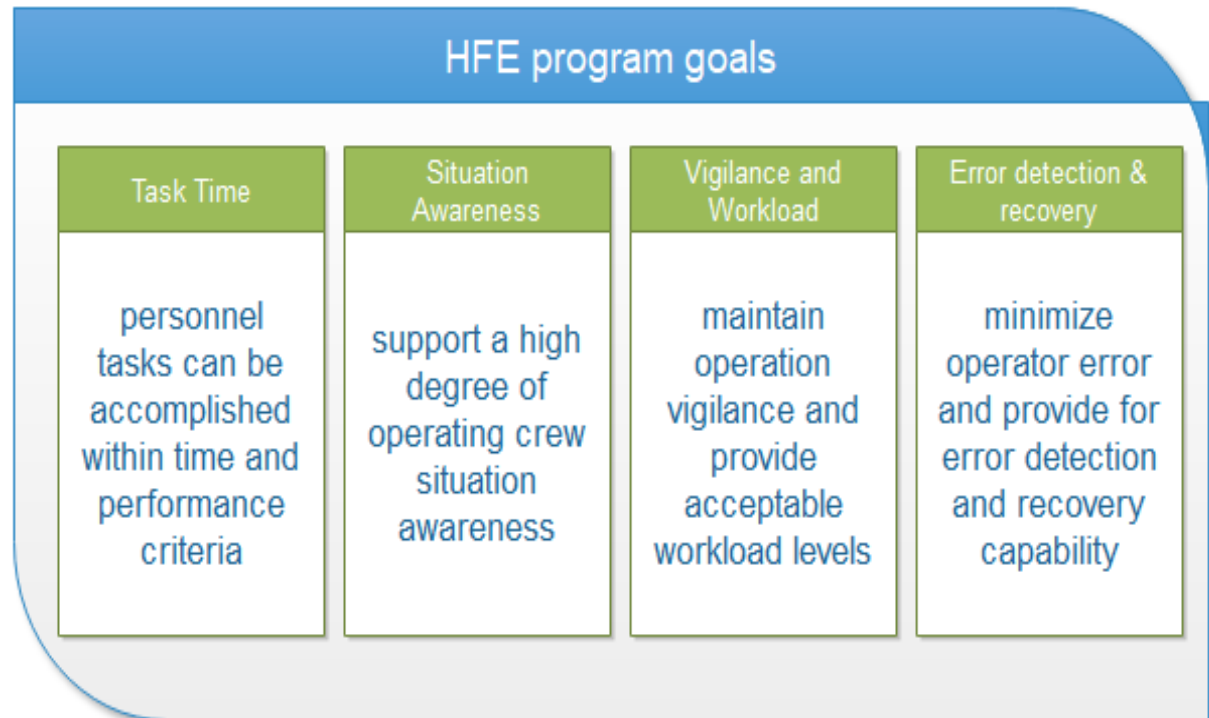 HFE program goals
Task Time
personnel
tasks can be
accomplished
within time and
performance
criteria
Situation
Awareness
support a high
degree of
operating crew
situation
awareness
Vigilance and
Workload
maintain
operation
vigilance and
provide
acceptable
workload levels
Error detection &
recovery
minimize
operator error
and provide for
error detection
and recovery
capability